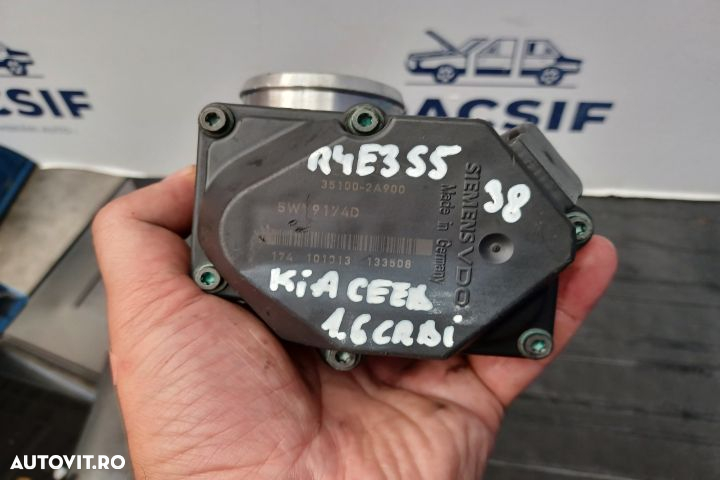 ACSIF
ACSIF
R4E355
35100-2A900
38
174 101013 133508
SIEMENS VDO
Made in Germany
KiA CEED
1.6 CRDi
AUTOVIT.RO